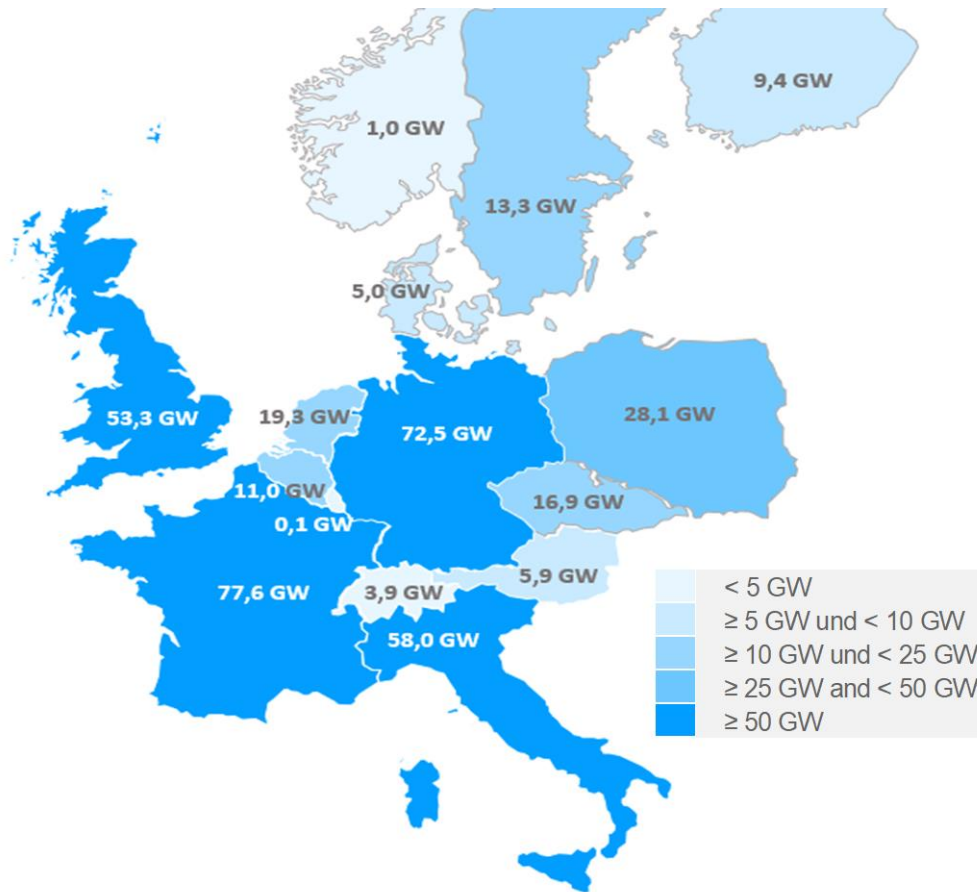 9,4 GW
1,0 GW
13,3 GW
5,0 GW
53,3 GW
19,3 GW
72,5 GW
28,1 GW
11,0 GW
16,9 GW
0,1 GW
5,9 GW
77,6 GW
3,9 GW
58,0 GW
< 5 GW
≥ 5 GW und < 10 GW
≥ 10 GW und < 25 GW
≥ 25 GW and < 50 GW
≥ 50 GW